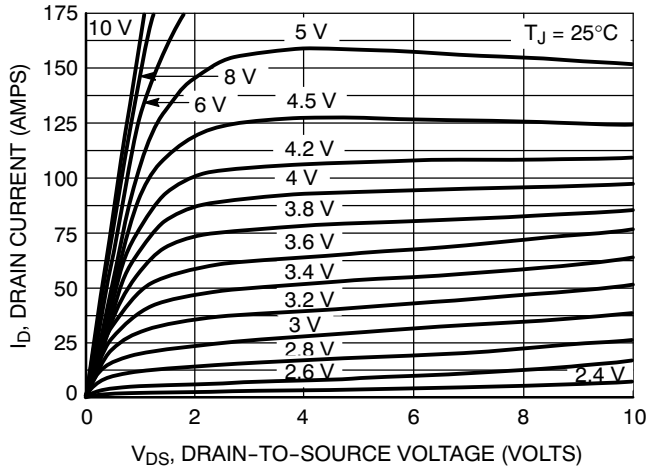 175
150
125
100
75
50
25
0
I_D, DRAIN CURRENT (AMPS)
10 V
8 V
6 V
5 V
T_J = 25°C
4.5 V
4.2 V
4 V
3.8 V
3.6 V
3.4 V
3.2 V
3 V
2.8 V
2.6 V
2.4 V
0 2 4 6 8 10
V_DS, DRAIN−TO−SOURCE VOLTAGE (VOLTS)